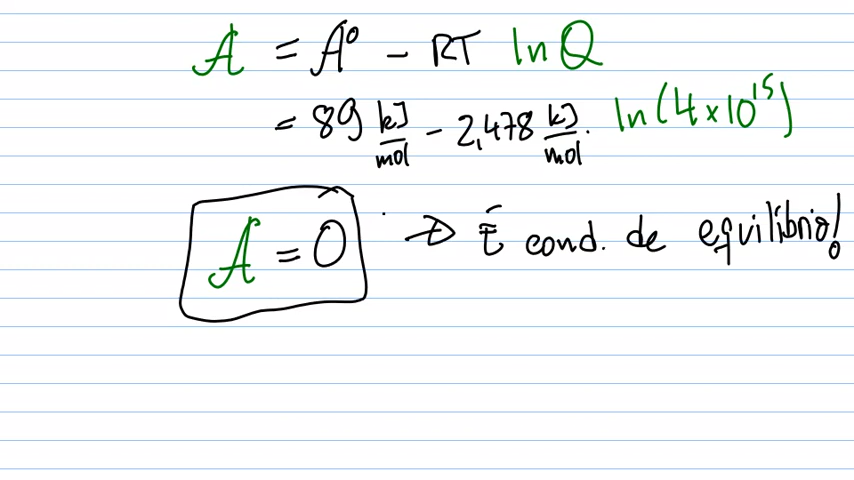 A = A° - RT ln Q
= 89 kJ/mol - 2,478 kJ/mol · ln(4×10¹⁵)
A = 0 → É cond. de equilíbrio!